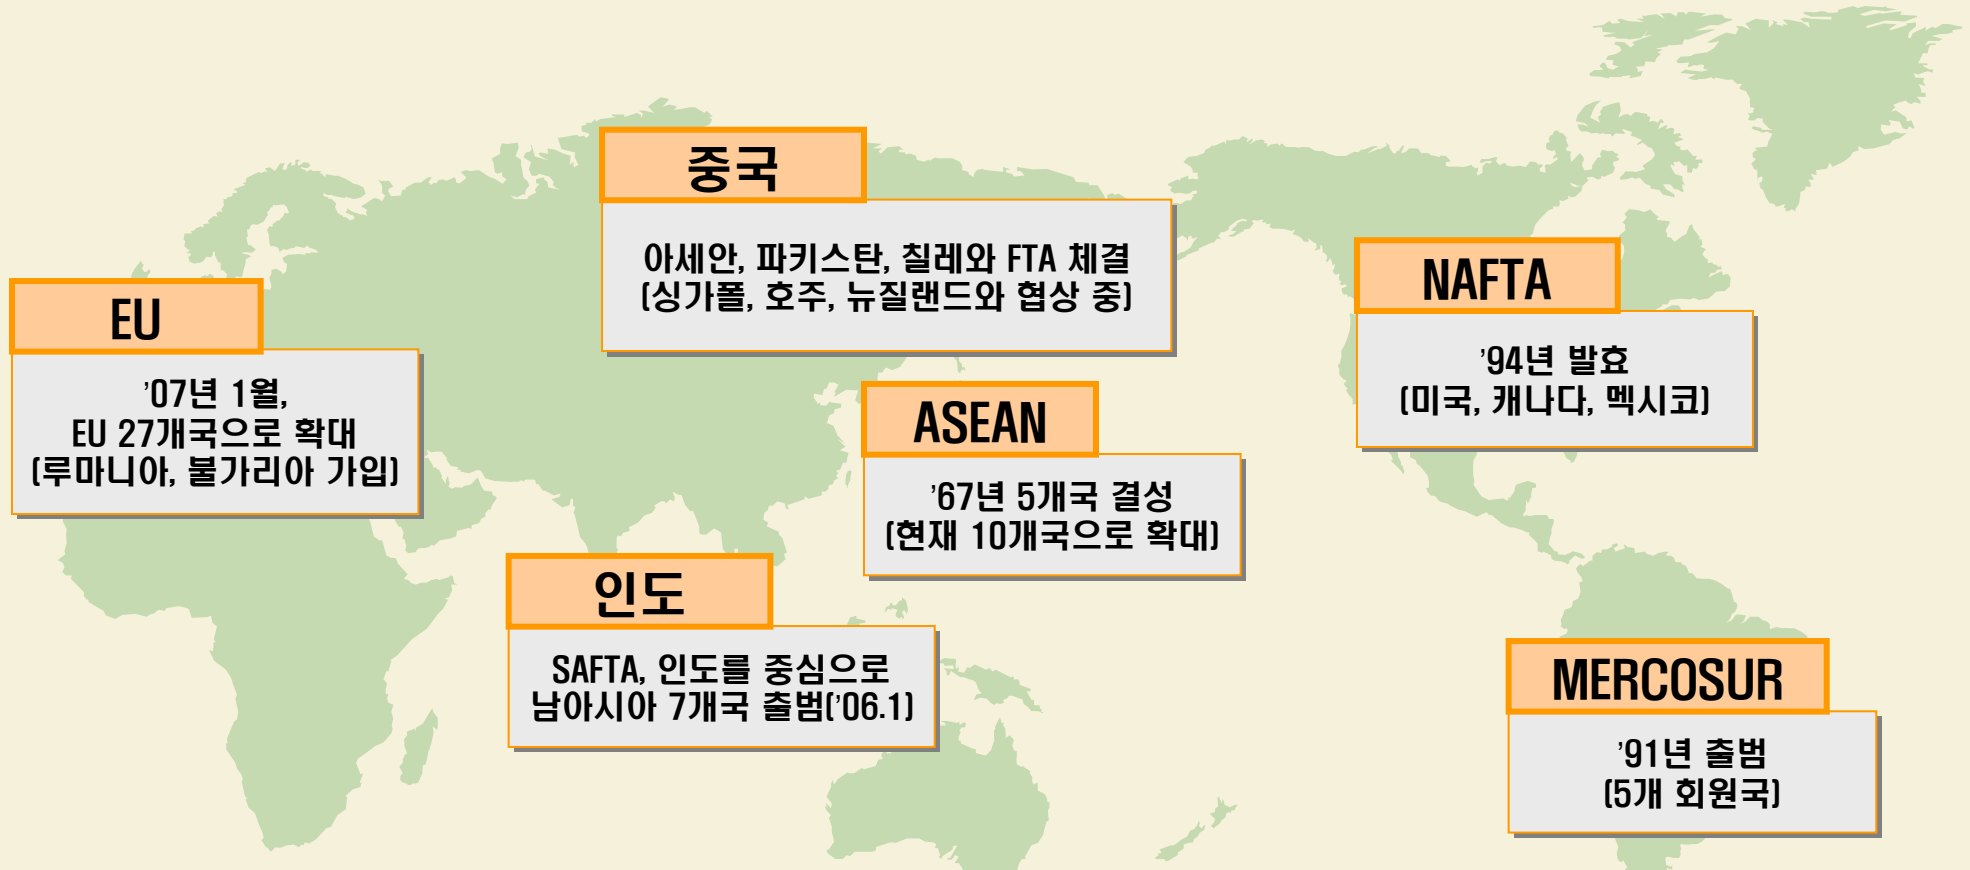 중국
아세안, 파키스탄, 칠레와 FTA 체결
(싱가폴, 호주, 뉴질랜드와 협상 중)
NAFTA
’94년 발효
(미국, 캐나다, 멕시코)
EU
’07년 1월,
EU 27개국으로 확대
(루마니아, 불가리아 가입)
ASEAN
’67년 5개국 결성
(현재 10개국으로 확대)
인도
SAFTA, 인도를 중심으로
남아시아 7개국 출범(’06.1)
MERCOSUR
’91년 출범
(5개 회원국)